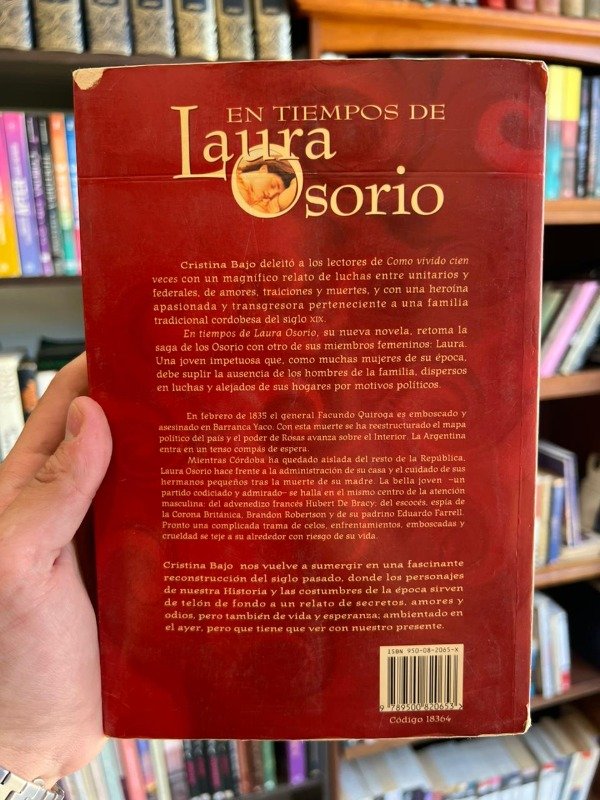 EN TIEMPOS DE
Laura
Osorio
Cristina Bajo deleitó a los lectores de Como vivido cien
veces con un magnífico relato de luchas entre unitarios y
federales, de amores, traiciones y muertes, y con una heroína
apasionada y transgresora perteneciente a una familia
tradicional cordobesa del siglo XIX.
En tiempos de Laura Osorio, su nueva novela, retoma la
saga de los Osorio con otro de sus miembros femeninos: Laura.
Una joven impetuosa que, como muchas mujeres de su época,
debe suplir la ausencia de los hombres de la familia, dispersos
en luchas y alejados de sus hogares por motivos políticos.
En febrero de 1835 el general Facundo Quiroga es emboscado y
asesinado en Barranca Yaco. Con esta muerte se ha reestructurado el mapa
político del país y el poder de Rosas avanza sobre el Interior. La Argentina
entra en un tenso compás de espera.
Mientras Córdoba ha quedado aislada del resto de la República,
Laura Osorio hace frente a la administración de su casa y el cuidado de sus
hermanos pequeños tras la muerte de su madre. La bella joven –un
partido codiciado y admirado– se halla en el mismo centro de la atención
masculina: del advenedizo francés Hubert De Bracy; del escocés, espía de
la Corona Británica, Brandon Robertson y de su padrino Eduardo Farrell.
Pronto una complicada trama de celos, enfrentamientos, emboscadas y
crueldad se teje a su alrededor con riesgo de su vida.
Cristina Bajo nos vuelve a sumergir en una fascinante
reconstrucción del siglo pasado, donde los personajes
de nuestra Historia y las costumbres de la época sirven
de telón de fondo a un relato de secretos, amores y
odios, pero también de vida y esperanza; ambientado en
el ayer, pero que tiene que ver con nuestro presente.
ISBN 950-08-2065-X
9 789500 820653
Código 18364